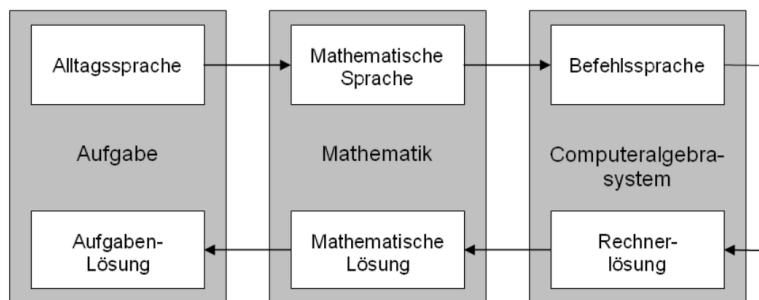 Alltagssprache
Mathematische
Sprache
Befehlssprache
Aufgabe
Mathematik
Computeralgebra-
system
Aufgaben-
Lösung
Mathematische
Lösung
Rechner-
lösung